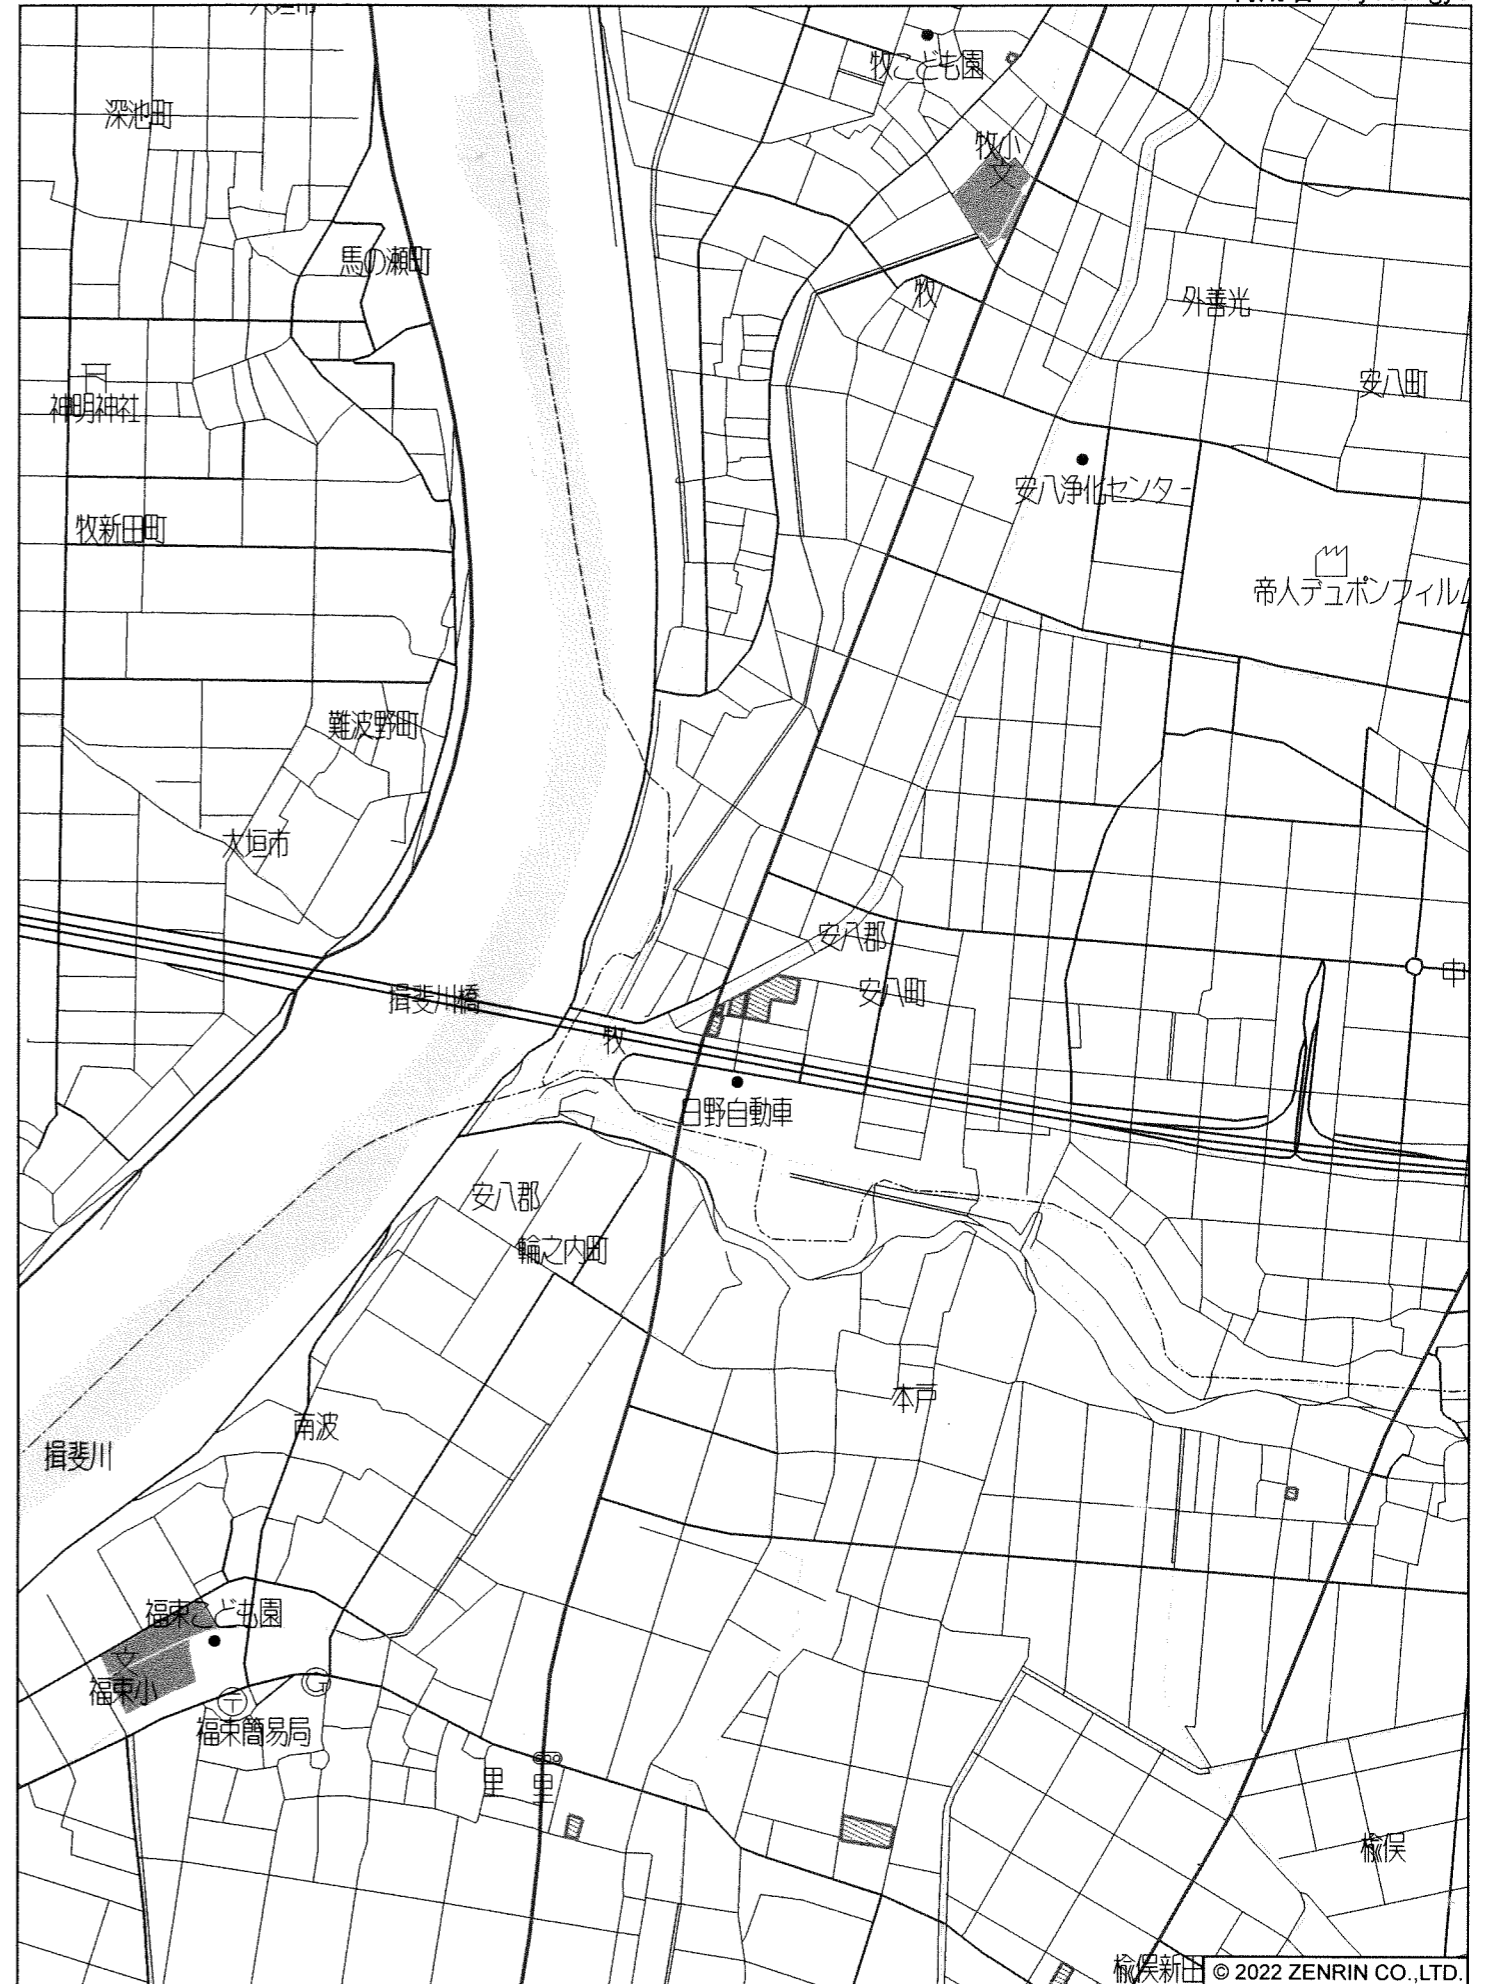 牧こども園
深池町
牧小
文
馬の瀬町
牧
外善光
安八町
神明神社
安八浄化センター
牧新田町
帝人デュポンフィルム
難波野町
大垣市
安八郡
安八町
中
揖斐川橋
牧
日野自動車
安八郡
輪之内町
本戸
南波
揖斐川
福束こども園
文
福束小
福束簡易局
里
里
楡俣
楡俣新田
© 2022 ZENRIN CO.,LTD.